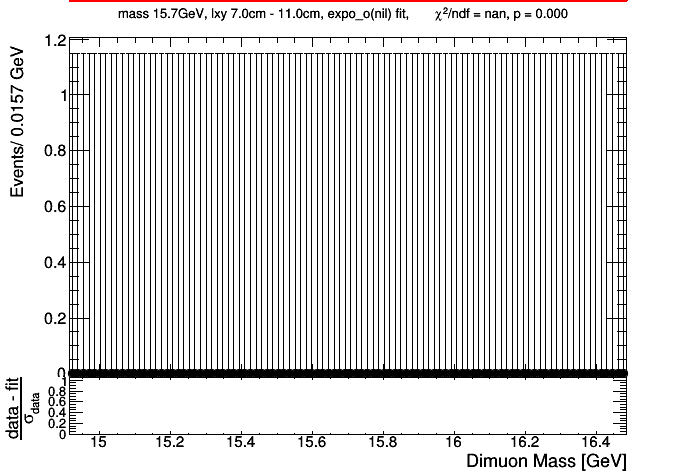 mass 15.7GeV, lxy 7.0cm - 11.0cm, expo_o(nil) fit, χ²/ndf = nan, p = 0.000
Events/ 0.0157 GeV
1.2
1
0.8
0.6
0.4
0.2
0
data - fit
σdata
1
0.8
0.6
0.4
0.2
0
15 15.2 15.4 15.6 15.8 16 16.2 16.4
Dimuon Mass [GeV]